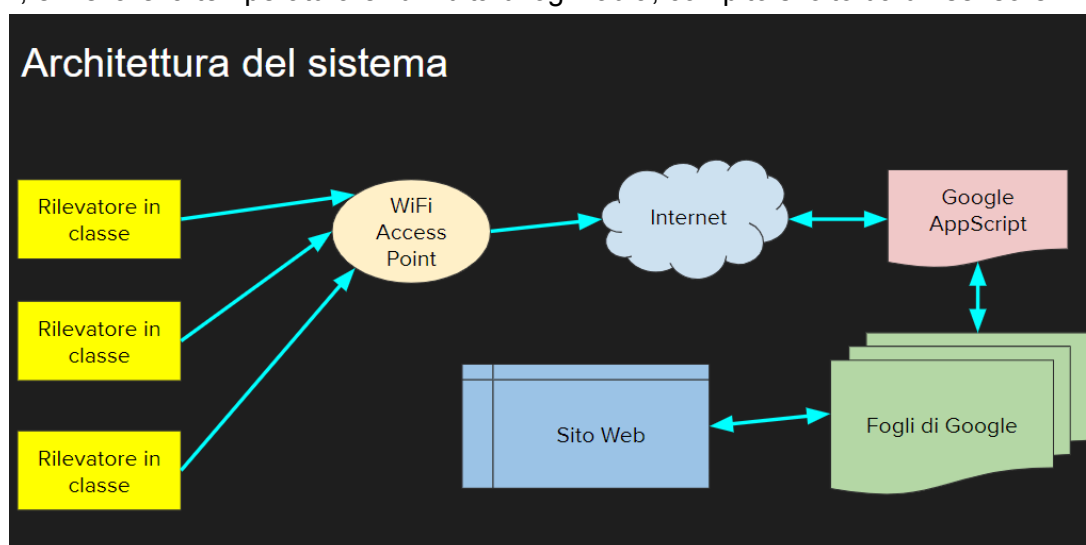 Architettura del sistema
Rilevatore in
classe
WiFi
Access
Point
Internet
Google
AppScript
Rilevatore in
classe
Rilevatore in
classe
Sito Web
Fogli di Google